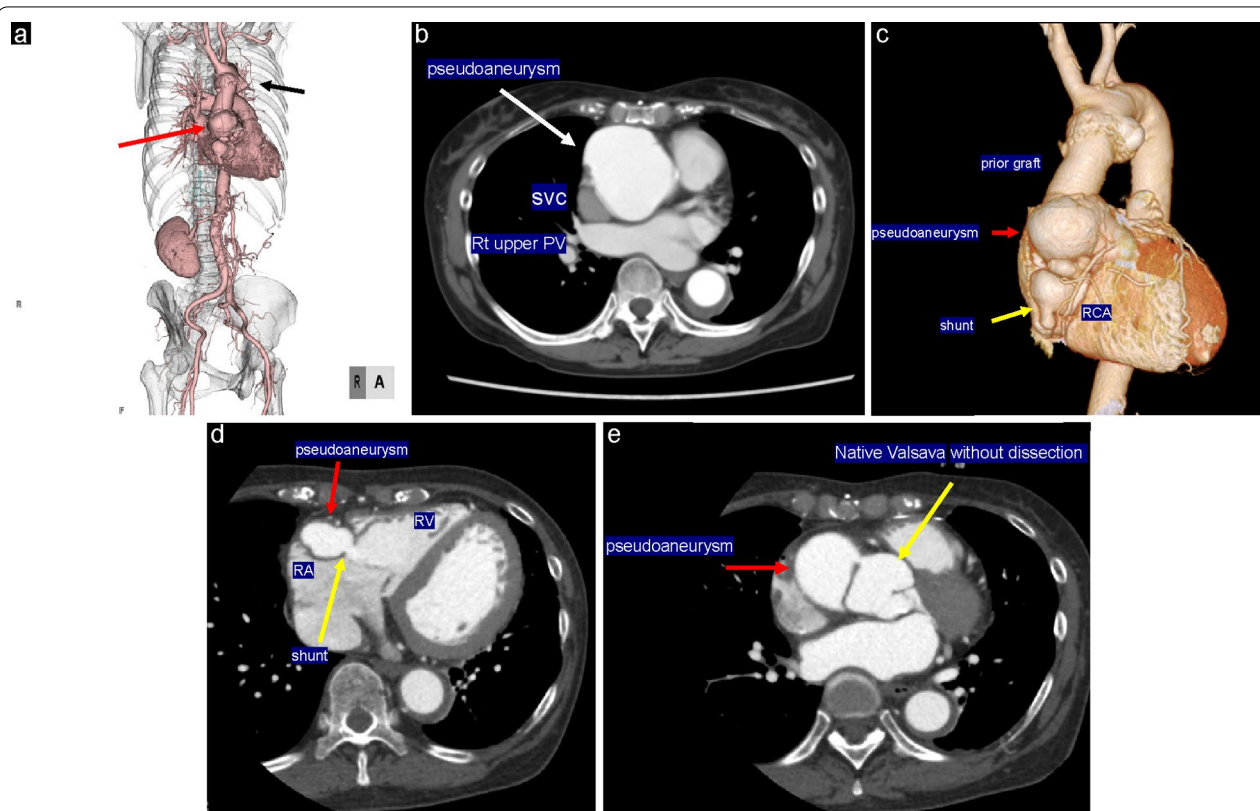 a
R A
b
pseudoaneurysm
svc
Rt upper PV
c
prior graft
pseudoaneurysm
shunt
RCA
d
pseudoaneurysm
RV
RA
shunt
e
Native Valsava without dissection
pseudoaneurysm